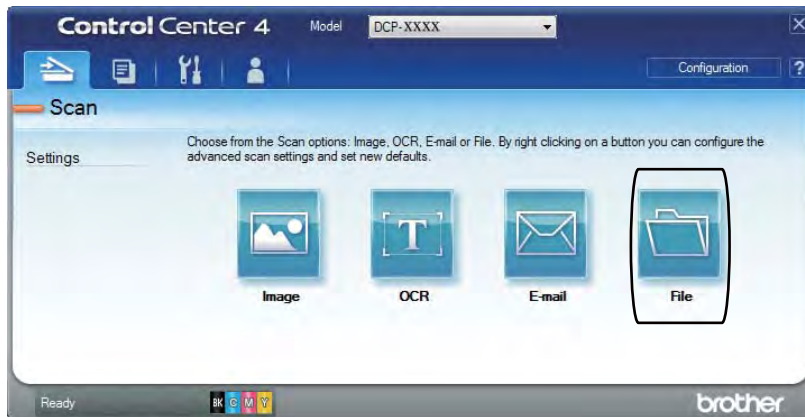 Control Center 4 Model DCP-XXXX X
Configuration ?
Scan
Settings
Choose from the Scan options: Image, OCR, E-mail or File. By right clicking on a button you can configure the
advanced scan settings and set new defaults.
T
Image OCR E-mail File
Ready BK C M Y brother